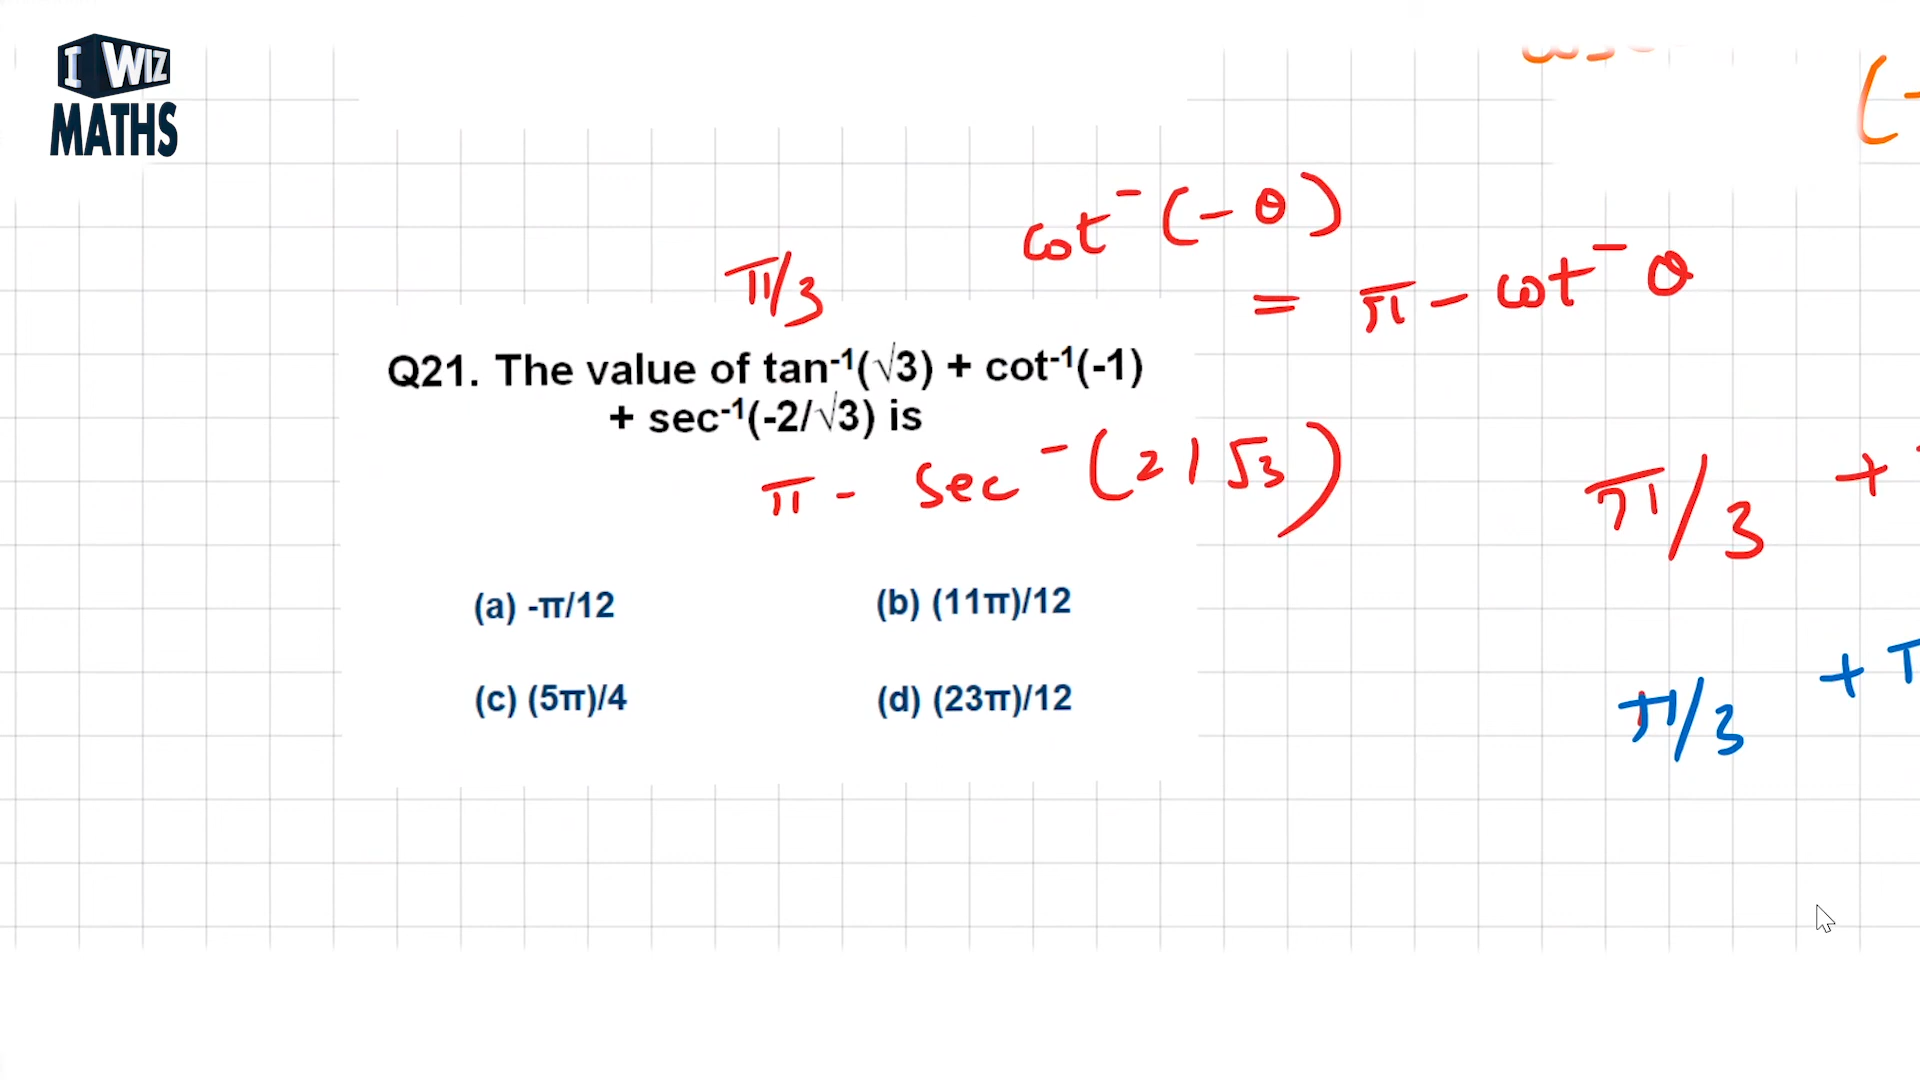 I WIZ
MATHS
cot⁻(-θ)
= π - cot⁻θ
π/3
Q21. The value of tan⁻¹(√3) + cot⁻¹(-1)
+ sec⁻¹(-2/√3) is
π - sec⁻(2/√3)
π/3 +
(a) -π/12
(b) (11π)/12
(c) (5π)/4
(d) (23π)/12
π/3 + π